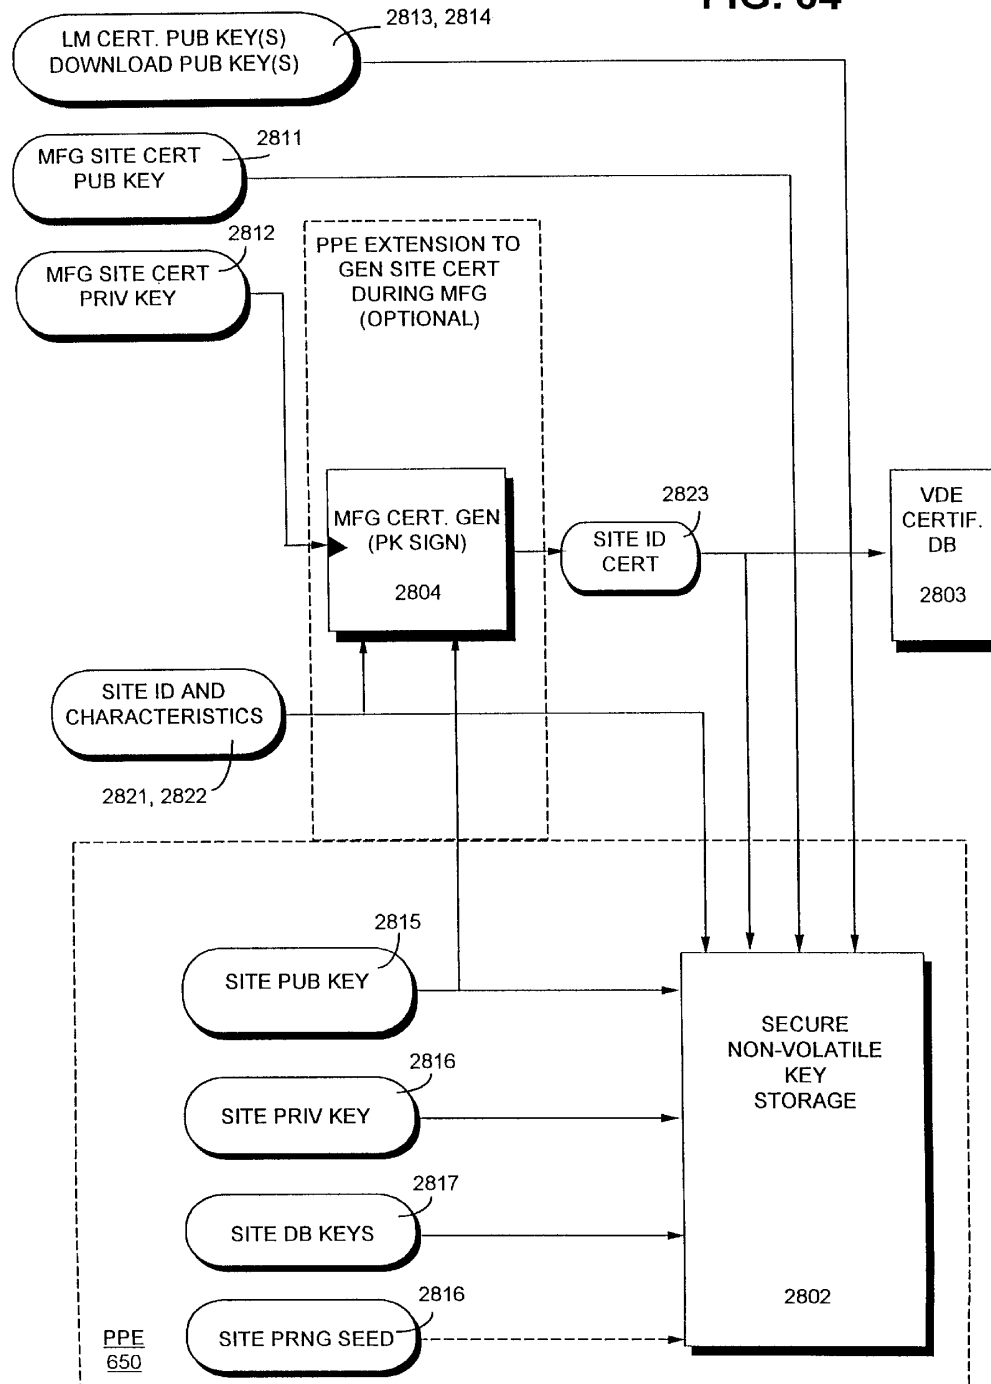 FIG. 64
2813, 2814
LM CERT. PUB KEY(S)
DOWNLOAD PUB KEY(S)
2811
MFG SITE CERT
PUB KEY
2812
MFG SITE CERT
PRIV KEY
PPE EXTENSION TO
GEN SITE CERT
DURING MFG
(OPTIONAL)
MFG CERT. GEN
(PK SIGN)
2804
2823
SITE ID
CERT
VDE
CERTIF.
DB
2803
SITE ID AND
CHARACTERISTICS
2821, 2822
2815
SITE PUB KEY
2816
SITE PRIV KEY
2817
SITE DB KEYS
2816
SITE PRNG SEED
SECURE
NON-VOLATILE
KEY
STORAGE
2802
PPE
650